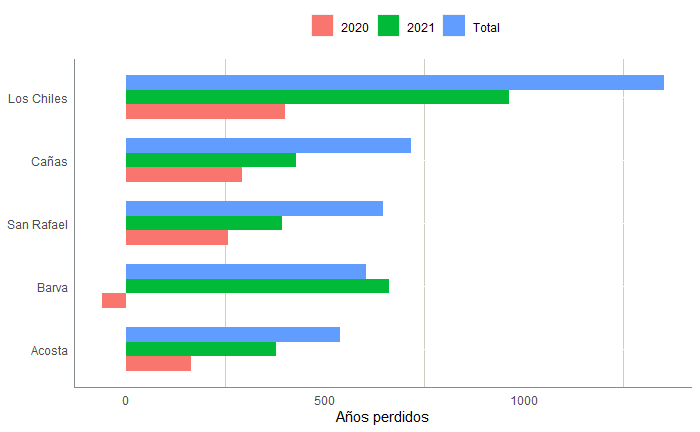 2020 2021 Total
Los Chiles
Cañas
San Rafael
Barva
Acosta
0 500 1000
Años perdidos